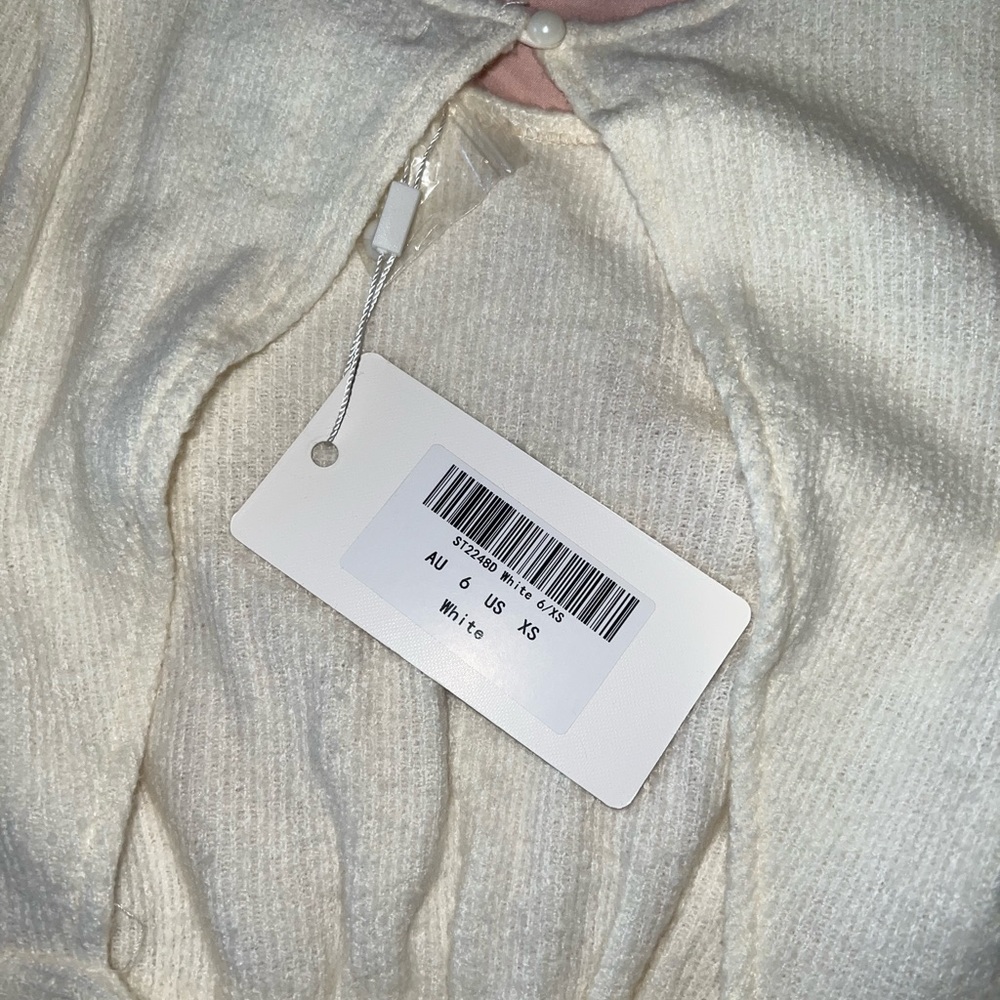 ST2248D White 6/XS
AU 6 US XS
White